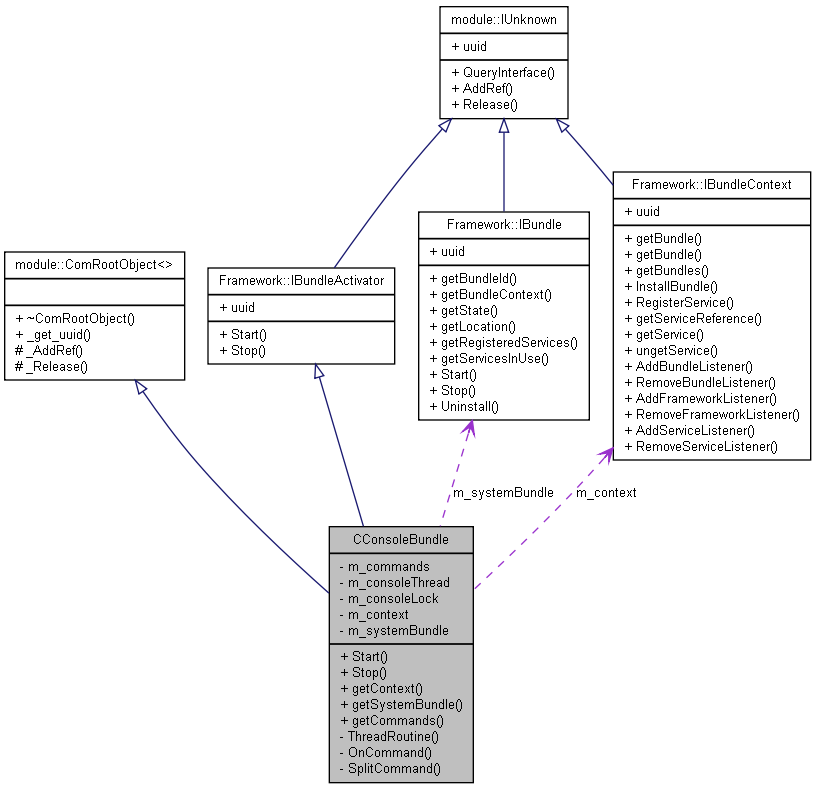 module::IUnknown
+ uuid
+ QueryInterface()
+ AddRef()
+ Release()
Framework::IBundleContext
+ uuid
+ getBundle()
+ getBundle()
+ getBundles()
+ InstallBundle()
+ RegisterService()
+ getServiceReference()
+ getService()
+ ungetService()
+ AddBundleListener()
+ RemoveBundleListener()
+ AddFrameworkListener()
+ RemoveFrameworkListener()
+ AddServiceListener()
+ RemoveServiceListener()
Framework::IBundle
+ uuid
+ getBundleId()
+ getBundleContext()
+ getState()
+ getLocation()
+ getRegisteredServices()
+ getServicesInUse()
+ Start()
+ Stop()
+ Uninstall()
module::ComRootObject<>
+ ~ComRootObject()
+ _get_uuid()
# _AddRef()
# _Release()
Framework::IBundleActivator
+ uuid
+ Start()
+ Stop()
m_systemBundle
m_context
CConsoleBundle
- m_commands
- m_consoleThread
- m_consoleLock
- m_context
- m_systemBundle
+ Start()
+ Stop()
+ getContext()
+ getSystemBundle()
+ getCommands()
- ThreadRoutine()
- OnCommand()
- SplitCommand()